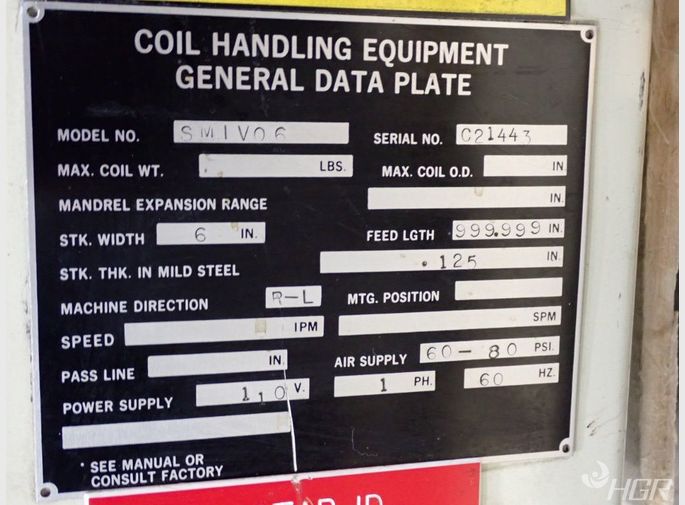 COIL HANDLING EQUIPMENT
GENERAL DATA PLATE
MODEL NO. SMIV06 SERIAL NO. C21443
MAX. COIL WT. LBS. MAX. COIL O.D. IN
MANDREL EXPANSION RANGE IN.
STK. WIDTH 6 IN. FEED LGTH 999.999 IN.
STK. THK. IN MILD STEEL .125 IN.
MACHINE DIRECTION R-L MTG. POSITION
SPEED IPM SPM
PASS LINE IN. AIR SUPPLY 60-80 PSI.
POWER SUPPLY 110 V. 1 PH. 60 HZ.
* SEE MANUAL OR
CONSULT FACTORY
HGR